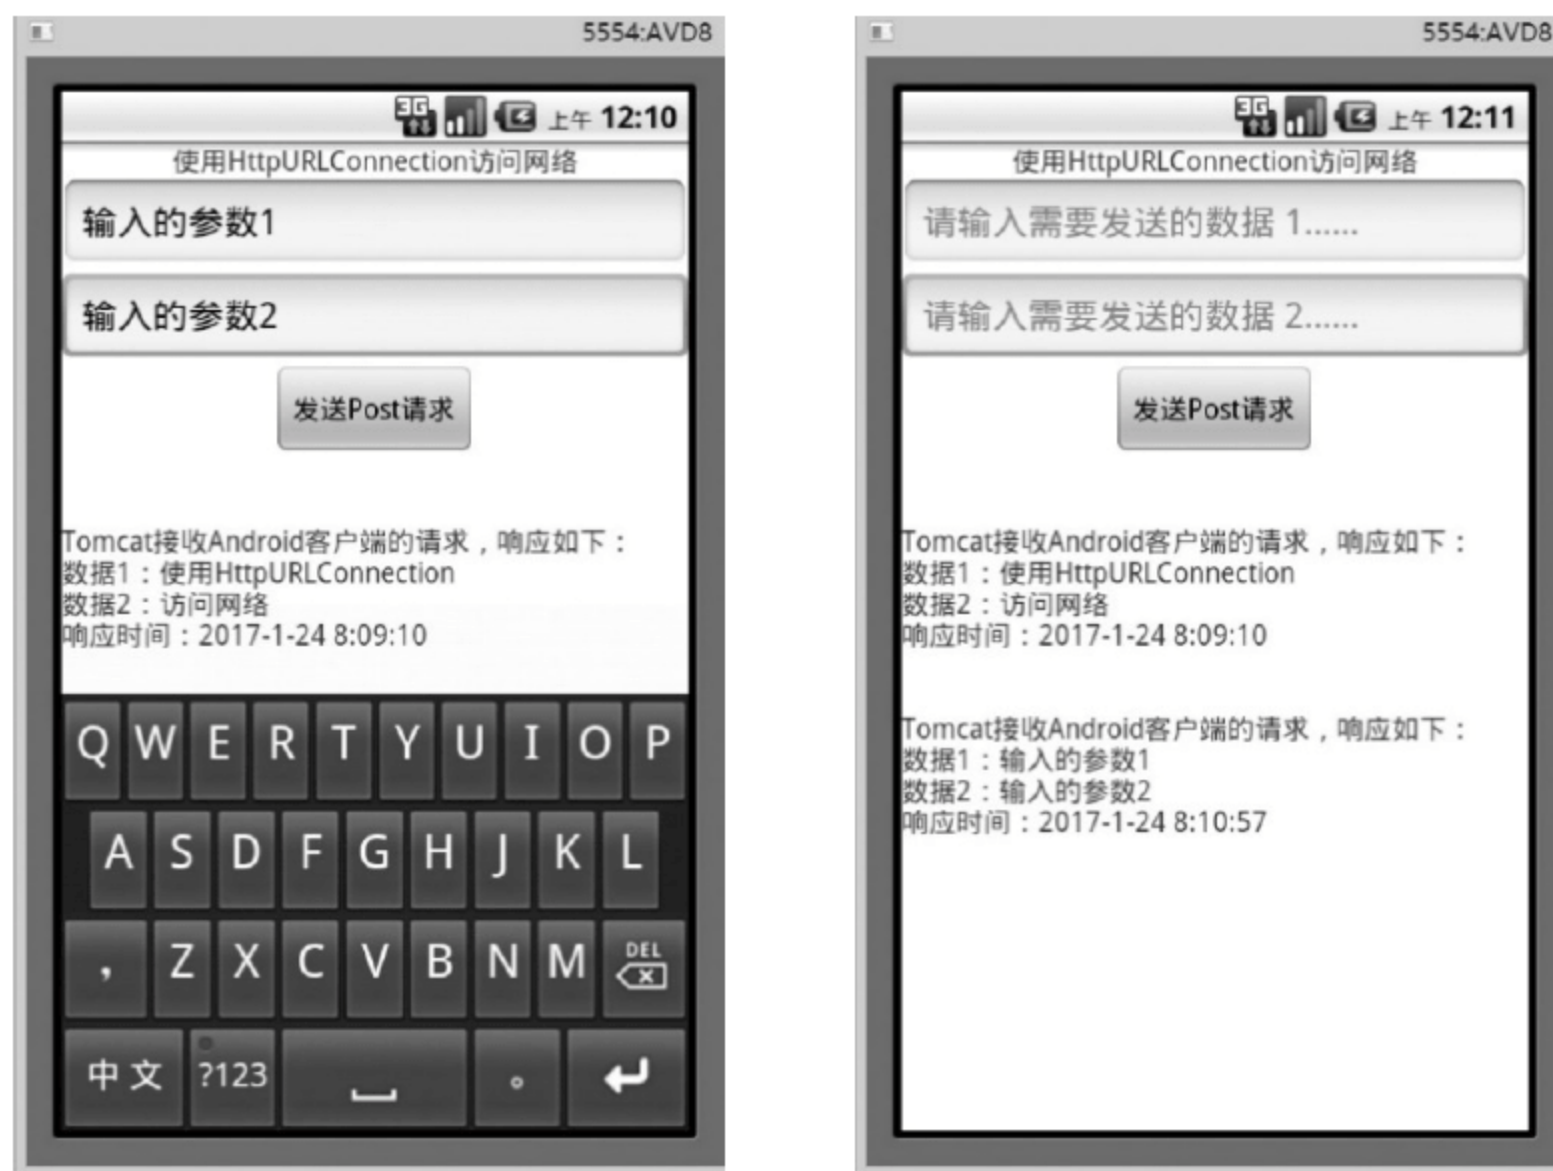 5554:AVD8
3G 上午 12:10
使用HttpURLConnection访问网络
输入的参数1
输入的参数2
发送Post请求
Tomcat接收Android客户端的请求，响应如下：
数据1：使用HttpURLConnection
数据2：访问网络
响应时间：2017-1-24 8:09:10
Q W E R T Y U I O P
A S D F G H J K L
， Z X C V B N M DEL
中文 ?123 。
5554:AVD8
3G 上午 12:11
使用HttpURLConnection访问网络
请输入需要发送的数据 1......
请输入需要发送的数据 2......
发送Post请求
Tomcat接收Android客户端的请求，响应如下：
数据1：使用HttpURLConnection
数据2：访问网络
响应时间：2017-1-24 8:09:10
Tomcat接收Android客户端的请求，响应如下：
数据1：输入的参数1
数据2：输入的参数2
响应时间：2017-1-24 8:10:57